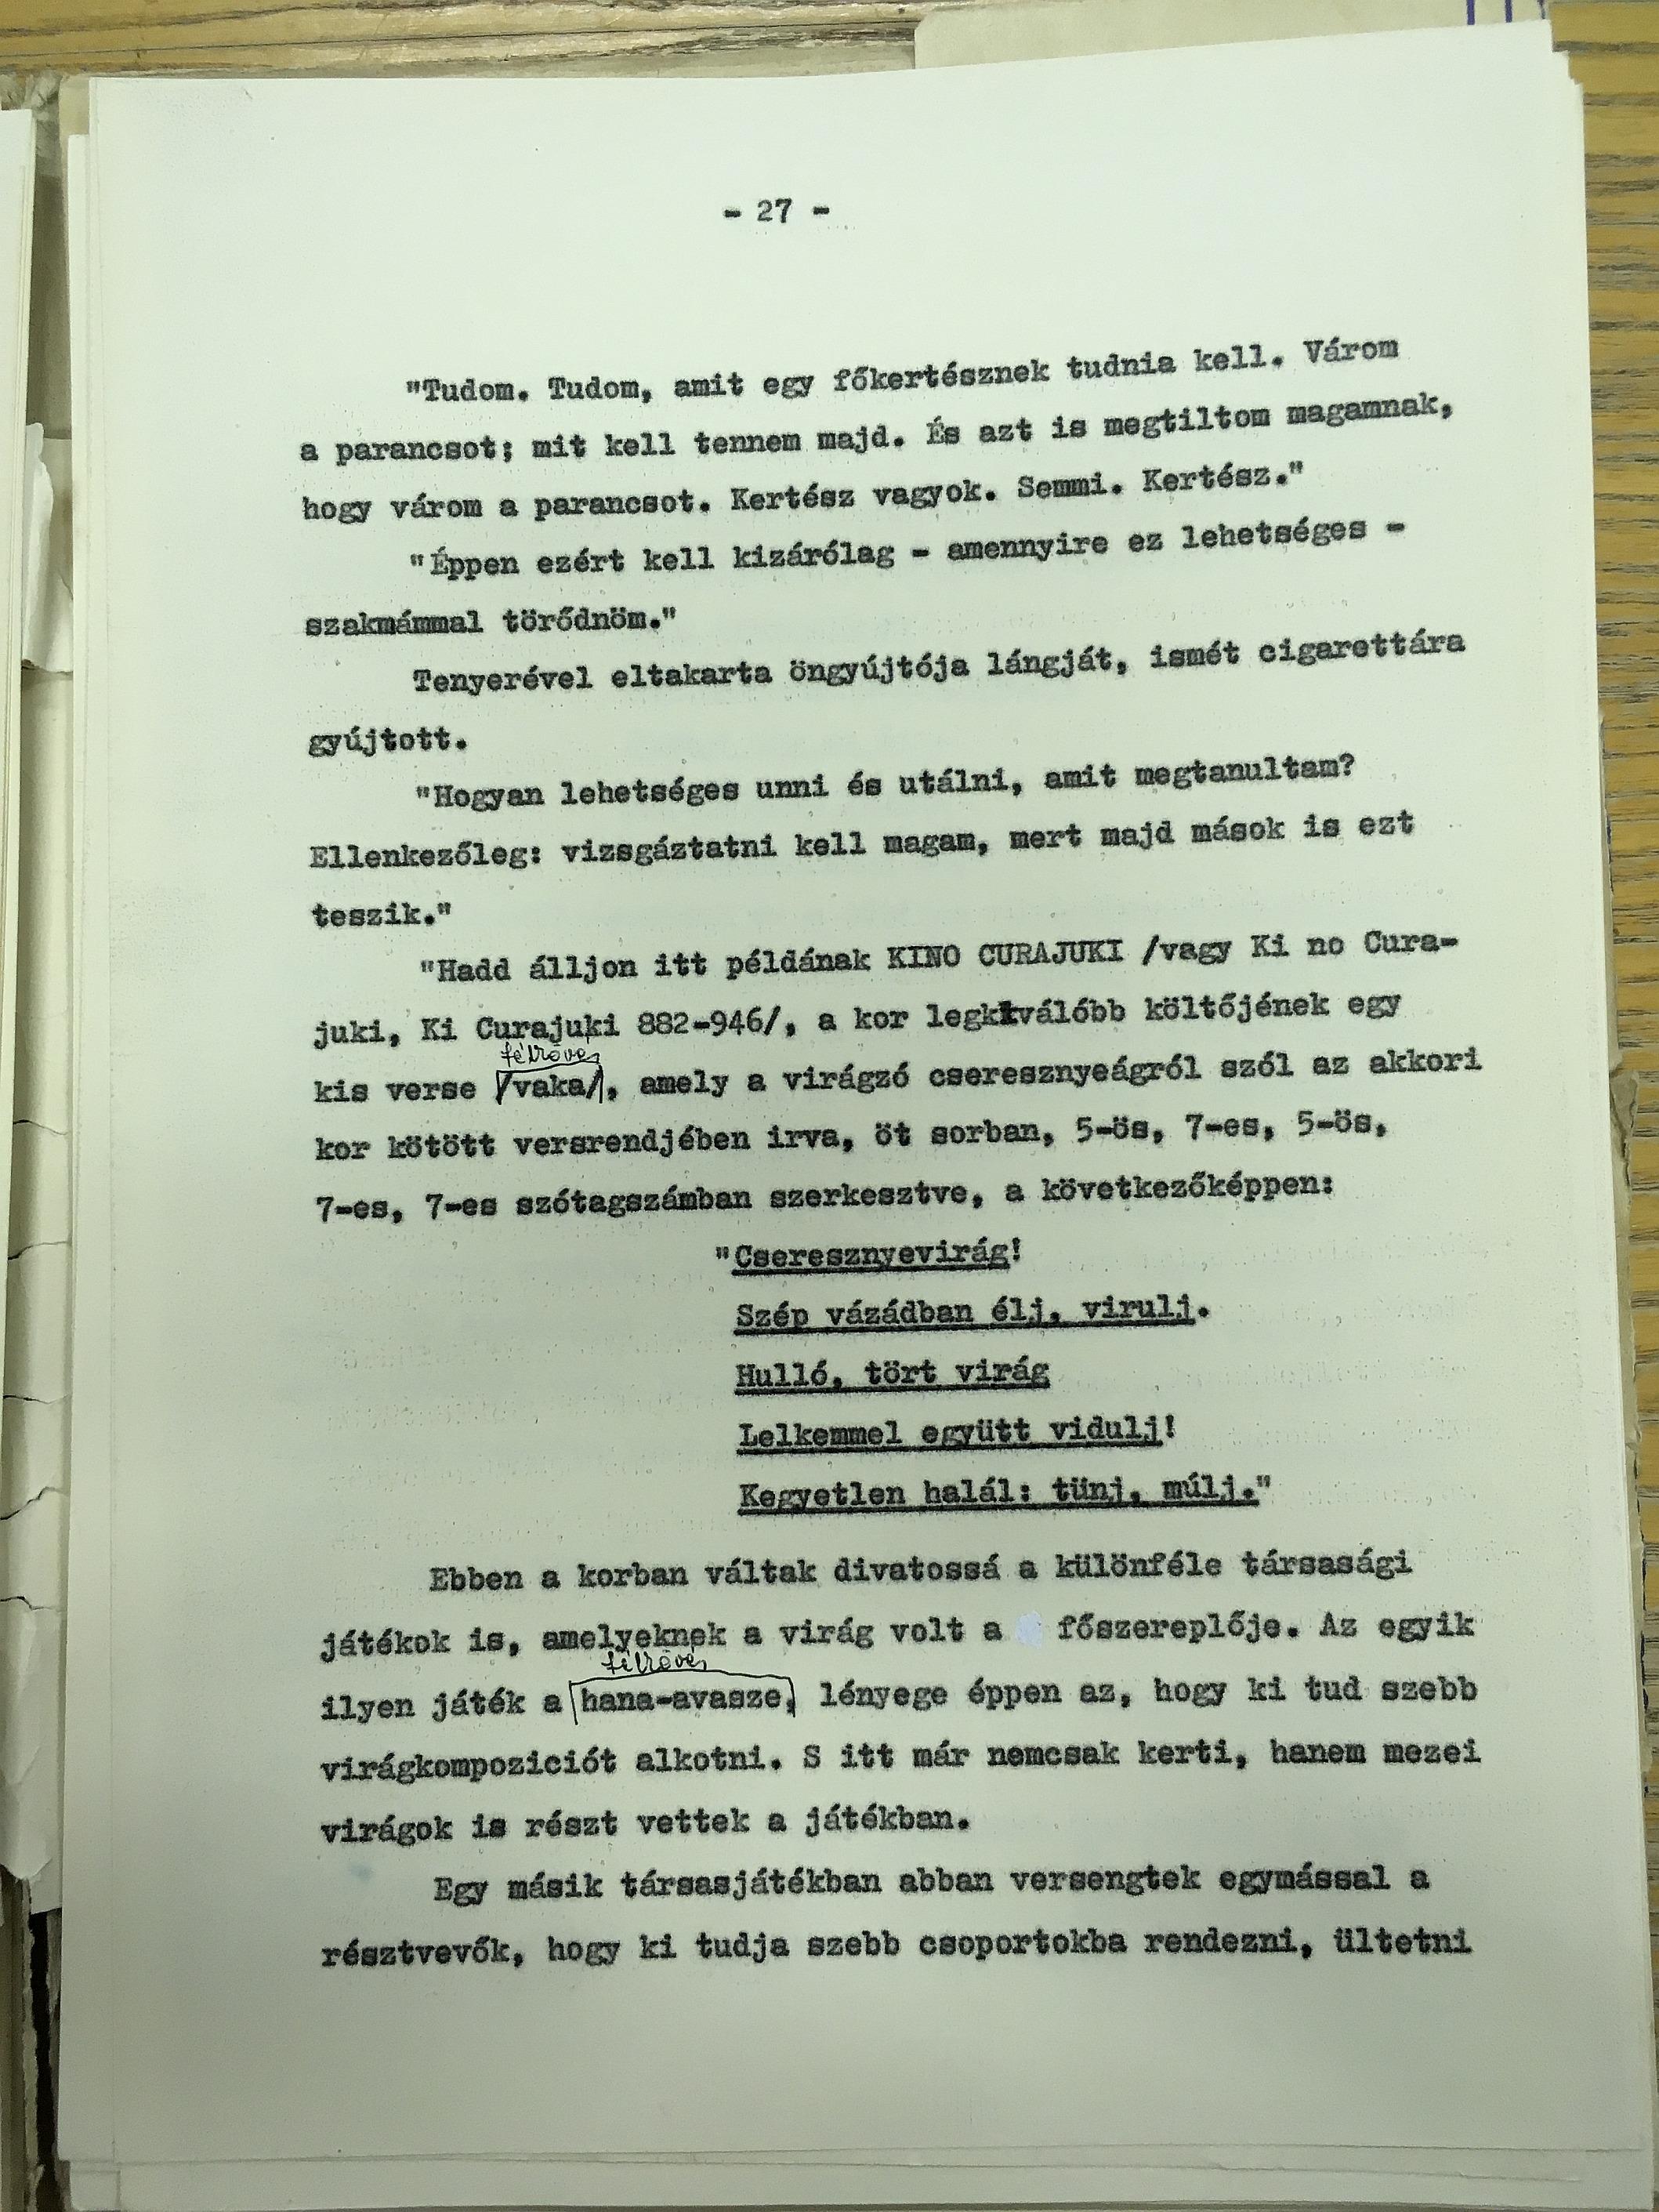 - 27 -
"Tudom. Tudom, amit egy főkertésznek tudnia kell. Várom
a parancsot; mit kell tennem majd. És azt is megtiltom magamnak,
hogy várom a parancsot. Kertész vagyok. Semmi. Kertész."
"Éppen ezért kell kizárólag - amennyire ez lehetséges -
szakmámmal törődnöm."
Tenyerével eltakarta öngyújtója lángját, ismét cigarettára
gyújtott.
"Hogyan lehetséges unni és utálni, amit megtanultam?
Ellenkezőleg: vizsgáztatni kell magam, mert majd mások is ezt
teszik."
"Hadd álljon itt példának KINO CURAJUKI /vagy Ki no Cura-
juki, Ki Curajuki 882-946/, a kor legkiválóbb költőjének egy
félkövér
kis verse /vaka/, amely a virágzó cseresznyeágról szól az akkori
kor kötött versrendjében irva, öt sorban, 5-ös, 7-es, 5-ös,
7-es, 7-es szótagszámban szerkesztve, a következőképpen:
"Cseresznyevirág!
Szép vázádban élj, virulj.
Hulló, tört virág
Lelkemmel együtt vidulj!
Kegyetlen halál: tünj, múlj."
Ebben a korban váltak divatossá a különféle társasági
játékok is, amelyeknek a virág volt a főszereplője. Az egyik
félkövér
ilyen játék a hana-avasze, lényege éppen az, hogy ki tud szebb
virágkompoziciót alkotni. S itt már nemcsak kerti, hanem mezei
virágok is részt vettek a játékban.
Egy másik társasjátékban abban versengtek egymással a
résztvevők, hogy ki tudja szebb csoportokba rendezni, ültetni